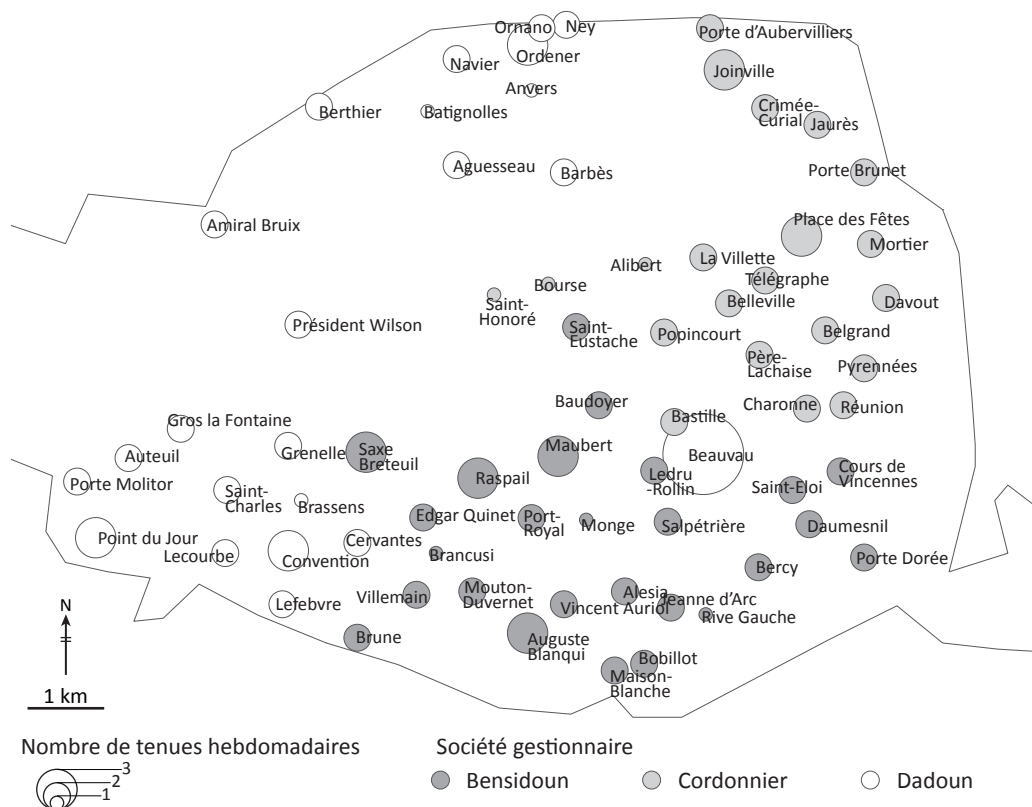 Ornano
Ney
Porte d'Aubervilliers
Ordener
Navier
Joinville
Anvers
Berthier
Batignolles
Crimée-
Curial
Jaurès
Aguesseau
Barbès
Porte Brunet
Amiral Bruix
Place des Fêtes
Mortier
La Villette
Alibert
Télégraphe
Bourse
Belleville
Davout
Saint-
Honoré
Président Wilson
Saint-
Eustache
Popincourt
Belgrand
Père-
Lachaise
Pyrennées
Baudoyer
Charonne
Réunion
Gros la Fontaine
Bastille
Auteuil
Grenelle
Saxe
Breteuil
Maubert
Beauvau
Porte Molitor
Raspail
Ledru
-Rollin
Cours de
Vincennes
Saint-Eloi
Saint-
Charles
Brassens
Edgar Quinet
Port-
Royal
Monge
Salpétrière
Daumesnil
Point du Jour
Cervantes
Lecourbe
Convention
Brancusi
Bercy
Porte Dorée
Lefebvre
Villemain
Mouton-
Duvernet
Vincent Auriol
Alesia
Jeanne d'Arc
Rive Gauche
Brune
Auguste
Blanqui
Bobillot
Maison-
Blanche
N
1 km
Nombre de tenues hebdomadaires
3
2
1
Société gestionnaire
Bensidoun
Cordonnier
Dadoun